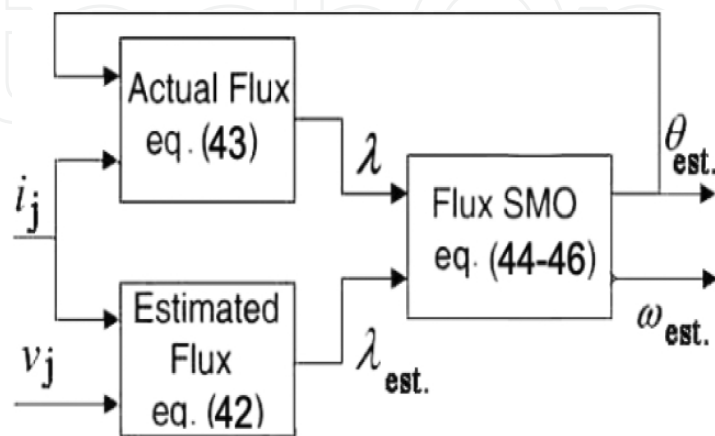 Actual Flux
eq. (43)
λ
θest.
ij
Flux SMO
eq. (44-46)
Estimated
Flux
eq. (42)
vj
λest.
ωest.